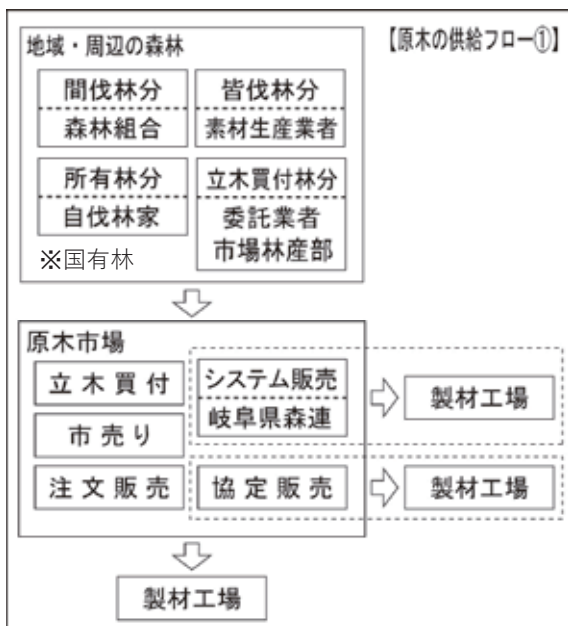 【原木の供給フロー①】
地域・周辺の森林
間伐林分
森林組合
皆伐林分
素材生産業者
所有林分
自伐林家
立木買付林分
委託業者
市場林産部
※国有林
原木市場
立木買付
市売り
注文販売
システム販売
岐阜県森連
製材工場
協定販売
製材工場
製材工場